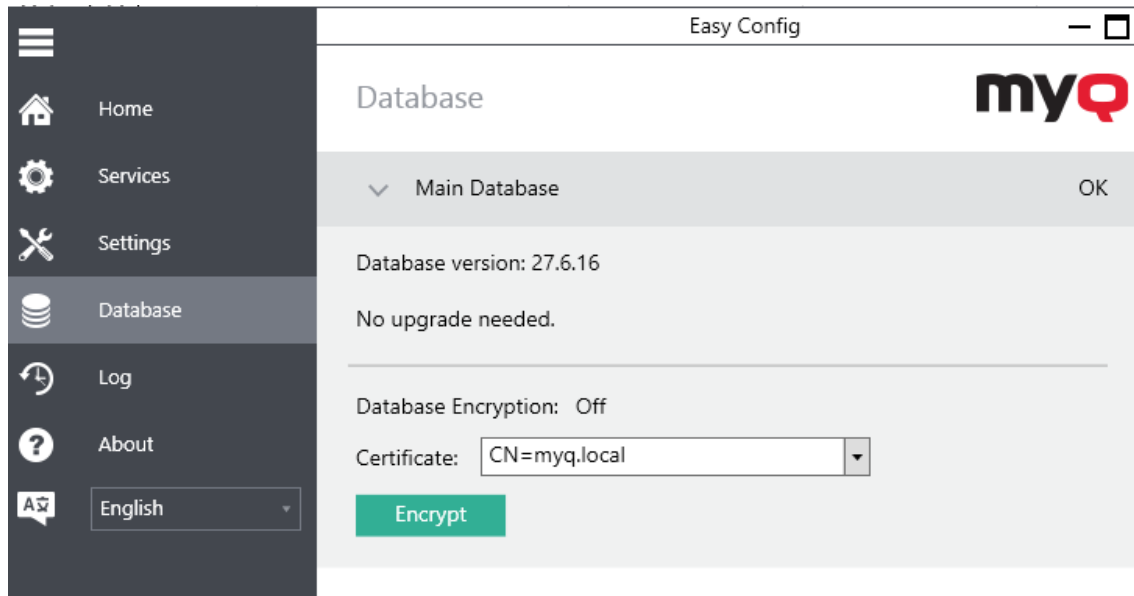 Easy Config
Home
Services
Settings
Database
Log
?
About
English
Database
myQ
Main Database
OK
Database version: 27.6.16
No upgrade needed.
Database Encryption: Off
Certificate:
CN=myq.local
Encrypt